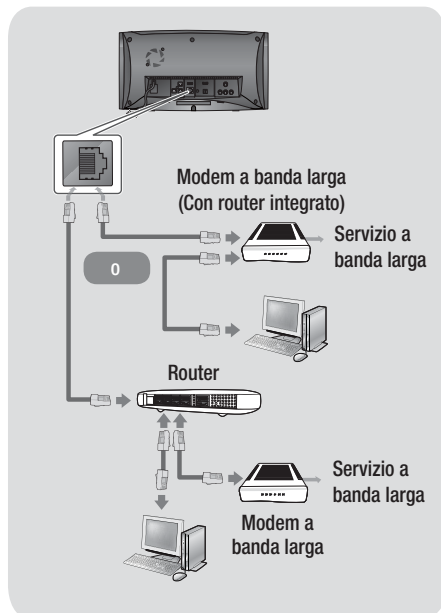 Modem a banda larga
(Con router integrato)
Servizio a
banda larga
0
Router
Servizio a
banda larga
Modem a
banda larga